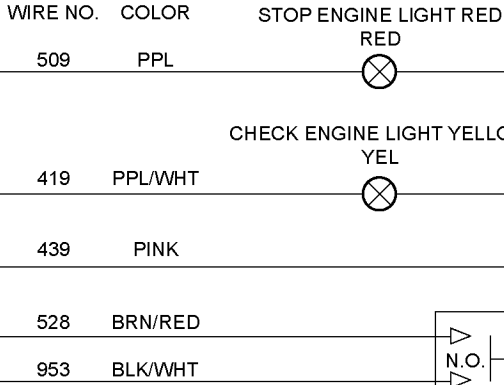 WIRE NO. COLOR
STOP ENGINE LIGHT RED
RED
509 PPL
CHECK ENGINE LIGHT YELLO
YEL
419 PPL/WHT
439 PINK
528 BRN/RED
N.O.
953 BLK/WHT